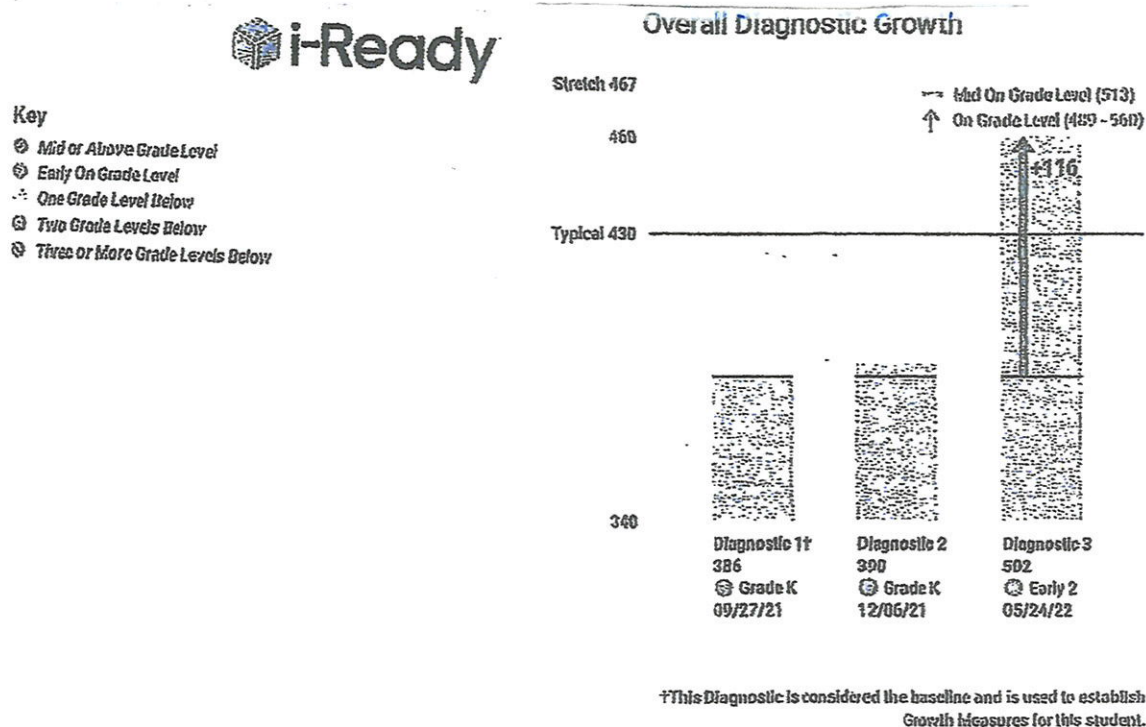 i-Ready
Key
Mid or Above Grade Level
Early On Grade Level
One Grade Level Below
Two Grade Levels Below
Three or More Grade Levels Below
Overall Diagnostic Growth
Stretch 467
Mid On Grade Level (513)
On Grade Level (489 - 560)
460
+116
Typical 430
340
Diagnostic 1† Diagnostic 2 Diagnostic 3
386 390 502
Grade K Grade K Early 2
09/27/21 12/06/21 05/24/22
†This Diagnostic is considered the baseline and is used to establish
Growth Measures for this student.